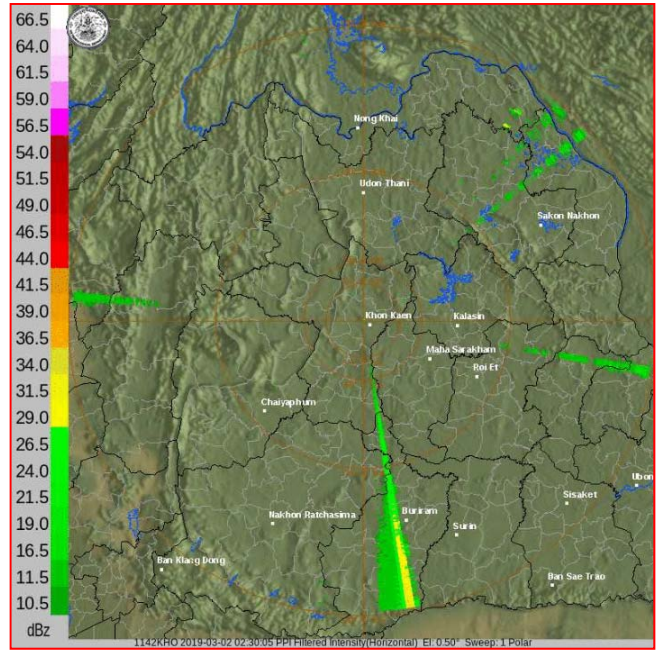 66.5
64.0
61.5
59.0
56.5
54.0
51.5
49.0
46.5
44.0
41.5
39.0
36.5
34.0
31.5
29.0
26.5
24.0
21.5
19.0
16.5
11.5
10.5
dBz
Nong Khai
Udon Thani
Sakon Nakhon
Khon Kaen
Kalasin
Maha Sarakham
Roi Et
Chaiyaphum
Ubon
Sisaket
Nakhon Ratchasima
Buriram
Surin
Ban Klang Dong
Ban Sae Trao
1142KHO 2019-03-02 02:30:05 PPI Filtered Intensity(Horizontal) El: 0.50° Sweep: 1 Polar